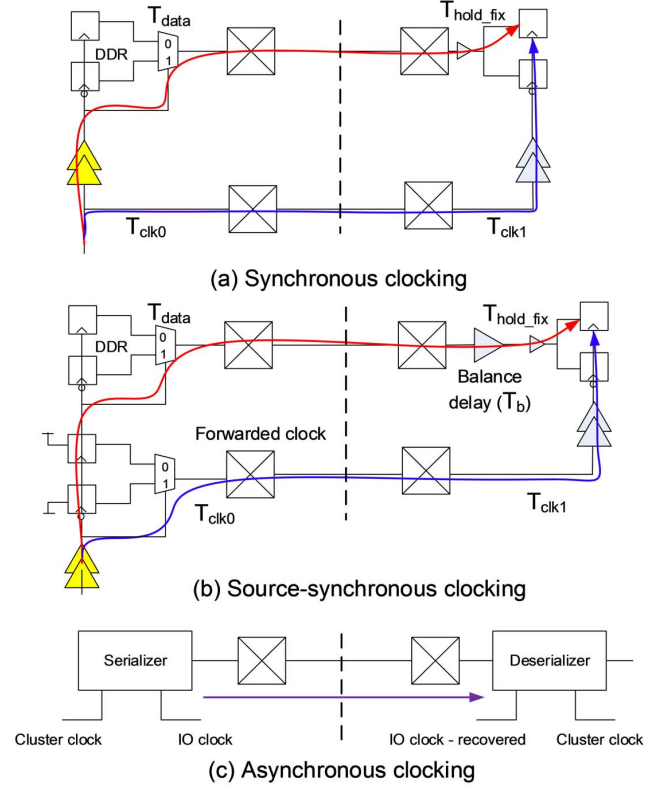 T_data
T_hold_fix
DDR
0
1
T_clk0
T_clk1
(a) Synchronous clocking
T_data
T_hold_fix
DDR
0
1
Balance
delay (T_b)
Forwarded clock
0
1
T_clk0
T_clk1
(b) Source-synchronous clocking
Serializer
Deserializer
Cluster clock
IO clock
IO clock - recovered
Cluster clock
(c) Asynchronous clocking